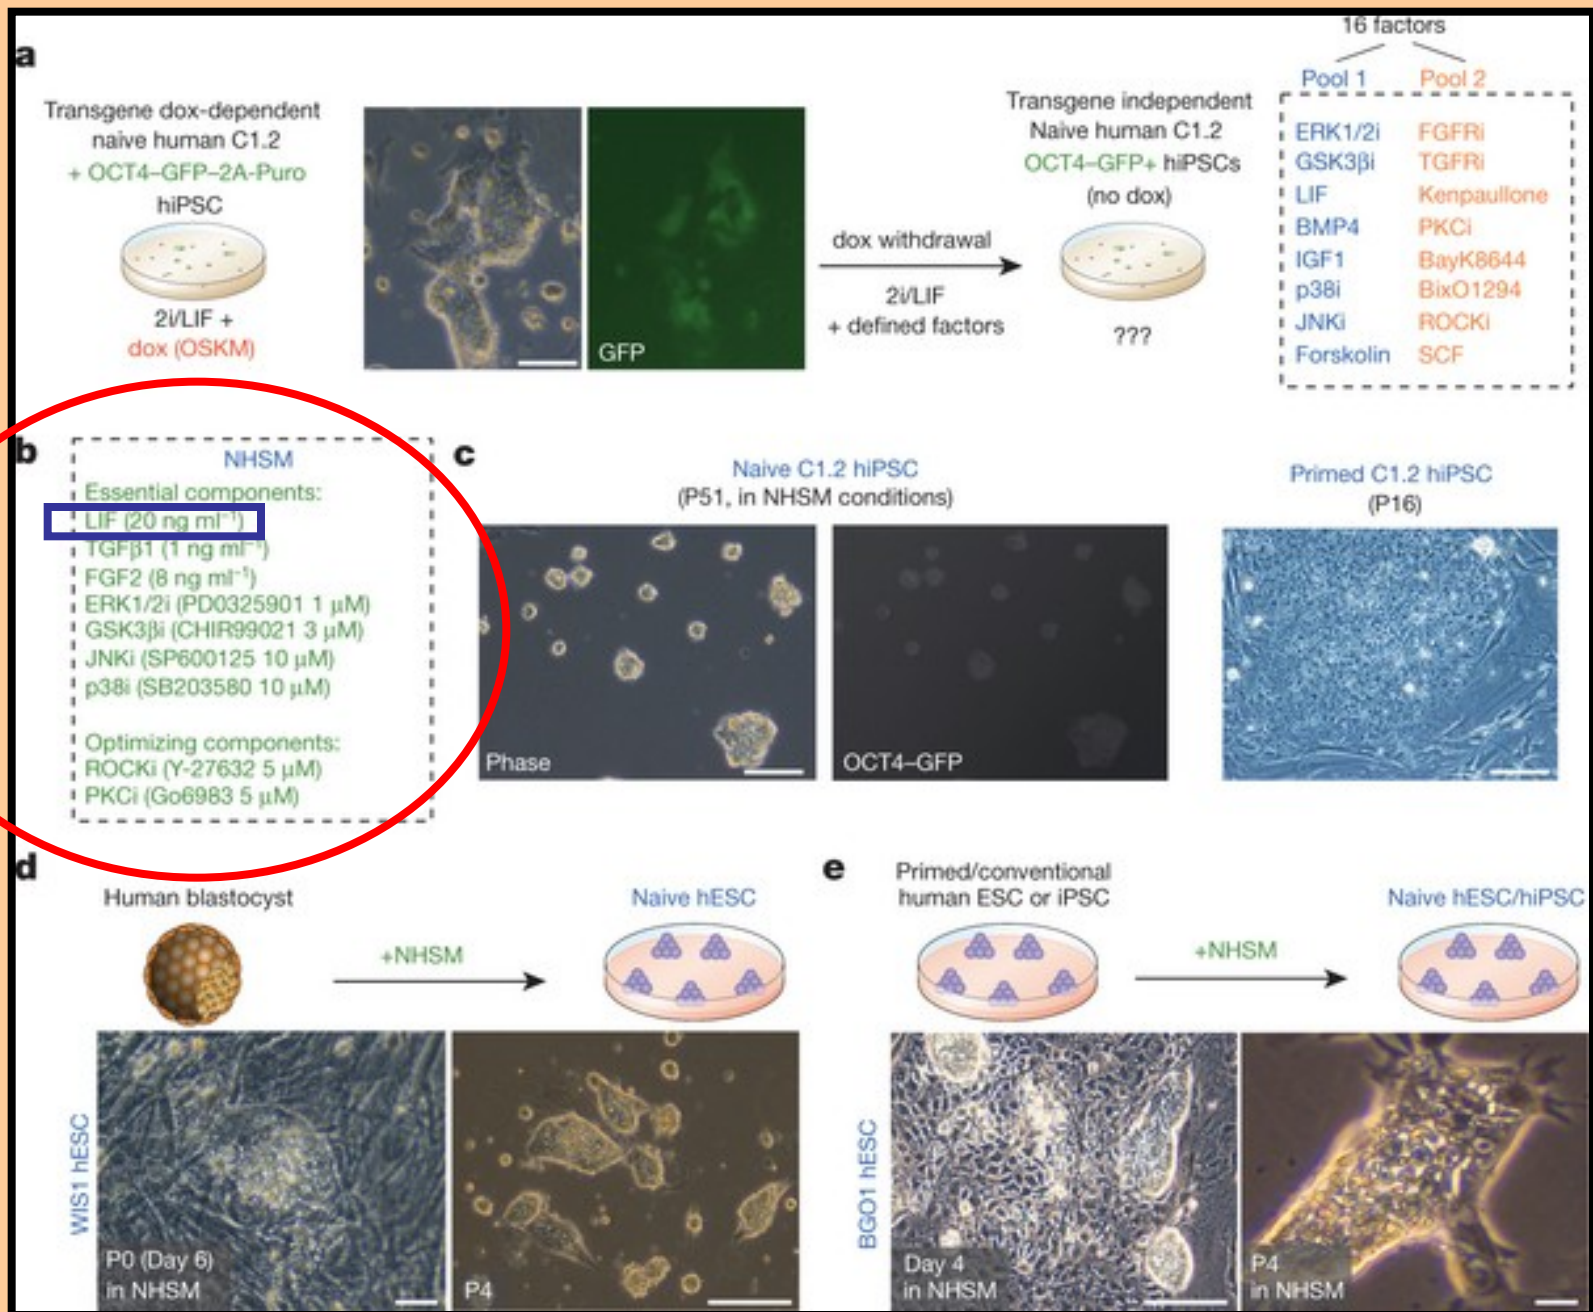 a
Transgene dox-dependent
naive human C1.2
+ OCT4–GFP–2A-Puro
hiPSC
2i/LIF +
dox (OSKM)
GFP
dox withdrawal
2i/LIF
+ defined factors
Transgene independent
Naive human C1.2
OCT4–GFP+ hiPSCs
(no dox)
???
16 factors
Pool 1 Pool 2
ERK1/2i FGFRi
GSK3βi TGFRi
LIF Kenpaullone
BMP4 PKCi
IGF1 BayK8644
p38i BixO1294
JNKi ROCKi
Forskolin SCF
b
NHSM
Essential components:
LIF (20 ng ml⁻¹)
TGFβ1 (1 ng ml⁻¹)
FGF2 (8 ng ml⁻¹)
ERK1/2i (PD0325901 1 µM)
GSK3βi (CHIR99021 3 µM)
JNKi (SP600125 10 µM)
p38i (SB203580 10 µM)
Optimizing components:
ROCKi (Y-27632 5 µM)
PKCi (Go6983 5 µM)
c
Naive C1.2 hiPSC
(P51, in NHSM conditions)
Phase
OCT4–GFP
Primed C1.2 hiPSC
(P16)
d
Human blastocyst
+NHSM
Naive hESC
WIS1 hESC
P0 (Day 6)
in NHSM
P4
e
Primed/conventional
human ESC or iPSC
+NHSM
Naive hESC/hiPSC
BGO1 hESC
Day 4
in NHSM
P4
in NHSM